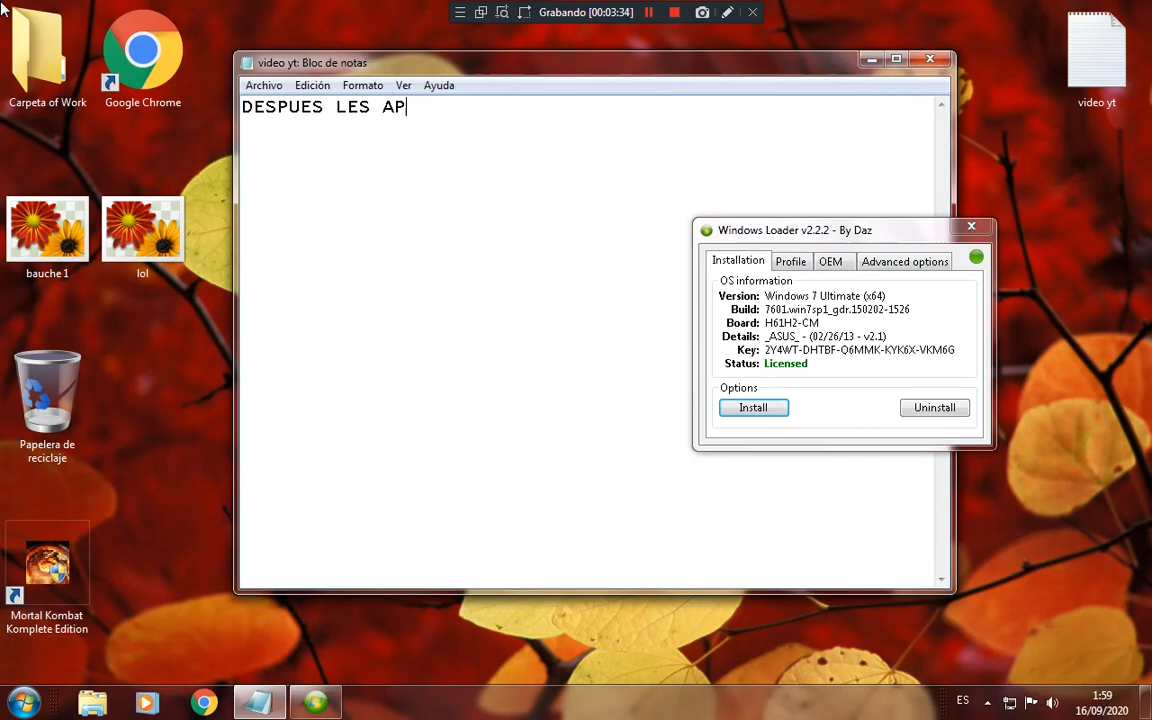 Grabando [00:03:34]
Carpeta of Work
Google Chrome
video yt
bauche1
lol
Papelera de
reciclaje
Mortal Kombat
Komplete Edition
video yt: Bloc de notas
Archivo Edición Formato Ver Ayuda
DESPUES LES AP
Windows Loader v2.2.2 - By Daz
Installation Profile OEM Advanced options
OS information
Version: Windows 7 Ultimate (x64)
Build: 7601.win7sp1_gdr.150202-1526
Board: H61H2-CM
Details: _ASUS_ - (02/26/13 - v2.1)
Key: 2Y4WT-DHTBF-Q6MMK-KYK6X-VKM6G
Status: Licensed
Options
Install Uninstall
ES
1:59
16/09/2020